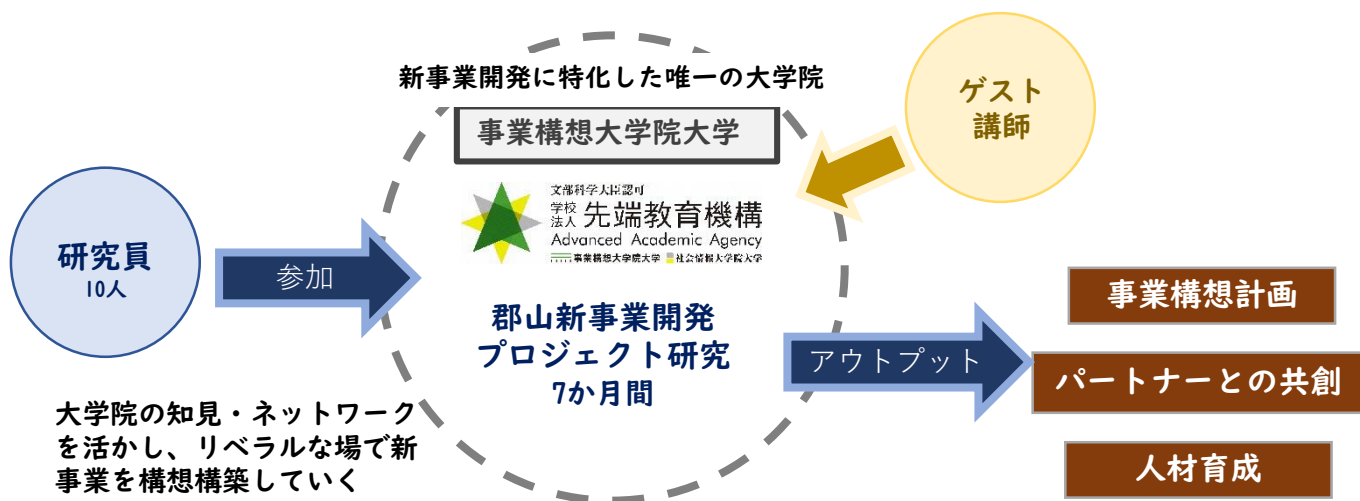 新事業開発に特化した唯一の大学院
事業構想大学院大学
文部科学大臣認可
学校法人 先端教育機構
Advanced Academic Agency
事業構想大学院大学 社会情報大学院大学
ゲスト
講師
研究員
10人
参加
郡山新事業開発
プロジェクト研究
7か月間
アウトプット
事業構想計画
パートナーとの共創
人材育成
大学院の知見・ネットワーク
を活かし、リベラルな場で新
事業を構想構築していく